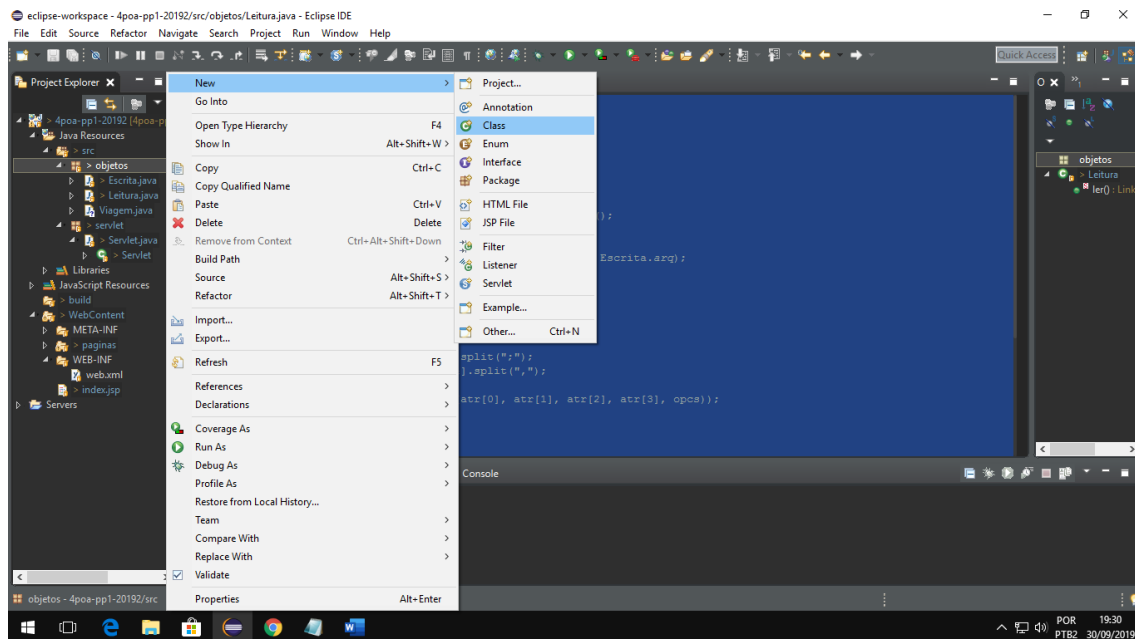 eclipse-workspace - 4poa-pp1-20192/src/objetos/Leitura.java - Eclipse IDE
File Edit Source Refactor Navigate Search Project Run Window Help
Quick Access
Project Explorer
> 4poa-pp1-20192 [4poa-p
Java Resources
> src
> objetos
> Escrita.java
> Leitura.java
Viagem.java
> servlet
> Servlet.java
> Servlet
Libraries
JavaScript Resources
> build
> WebContent
META-INF
> paginas
WEB-INF
web.xml
> index.jsp
Servers
New
Go Into
Open Type Hierarchy F4
Show In Alt+Shift+W >
Copy Ctrl+C
Copy Qualified Name
Paste Ctrl+V
Delete Delete
Remove from Context Ctrl+Alt+Shift+Down
Build Path
Source Alt+Shift+S >
Refactor Alt+Shift+T >
Import...
Export...
Refresh F5
References
Declarations
Coverage As
Run As
Debug As
Profile As
Restore from Local History...
Team
Compare With
Replace With
Validate
Properties Alt+Enter
Project...
Annotation
Class
Enum
Interface
Package
HTML File
JSP File
Filter
Listener
Servlet
Example...
Other... Ctrl+N
);
Escrita.arq);
split(";");
].split(",");
atr[0], atr[1], atr[2], atr[3], opcs));
O
objetos
> Leitura
ler() : Link
Console
objetos - 4poa-pp1-20192/src
POR 19:30
PTB2 30/09/2019